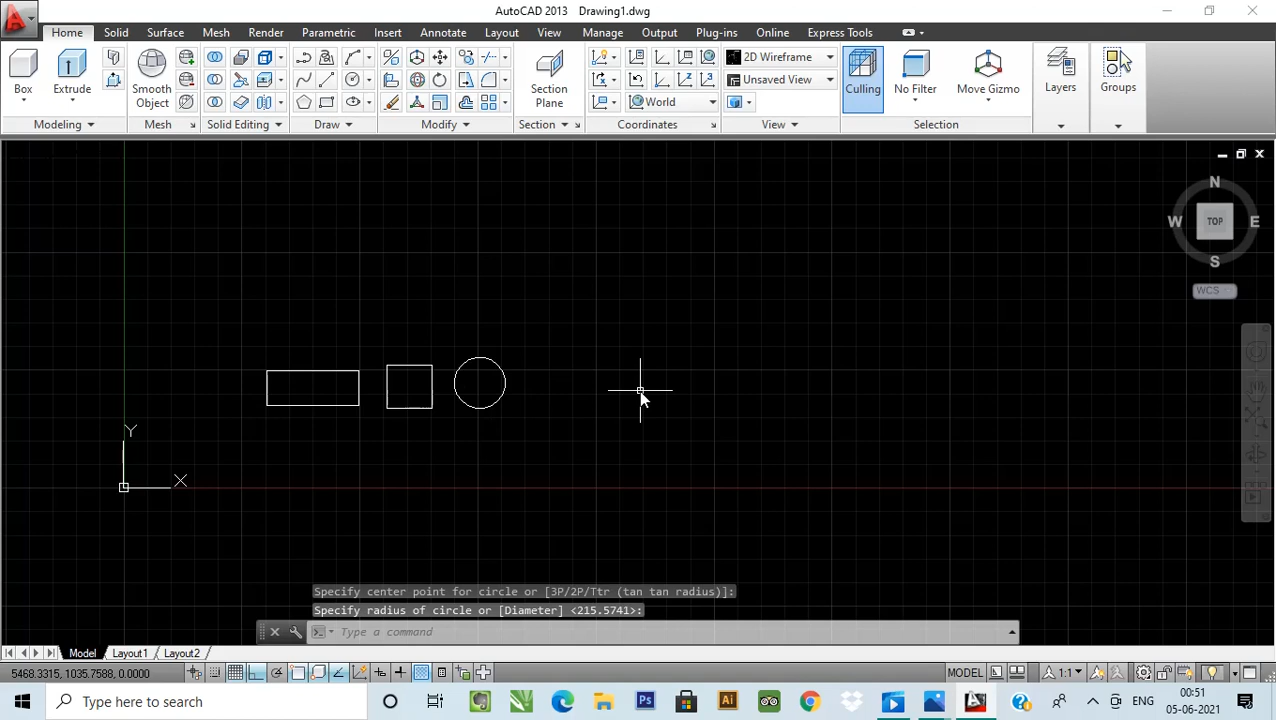 AutoCAD 2013 Drawing1.dwg
Home Solid Surface Mesh Render Parametric Insert Annotate Layout View Manage Output Plug-ins Online Express Tools
2D Wireframe
Unsaved View
World
Box Extrude Smooth Object Section Plane Culling No Filter Move Gizmo Layers Groups
Modeling Mesh Solid Editing Draw Modify Section Coordinates View Selection
N
W TOP E
S
WCS
Y
X
Specify center point for circle or [3P/2P/Ttr (tan tan radius)]:
Specify radius of circle or [Diameter] <215.5741>:
Type a command
Model Layout1 Layout2
5468.3315, 1035.7588, 0.0000 MODEL 1:1
Type here to search Ps Ai ENG 00:51
05-06-2021